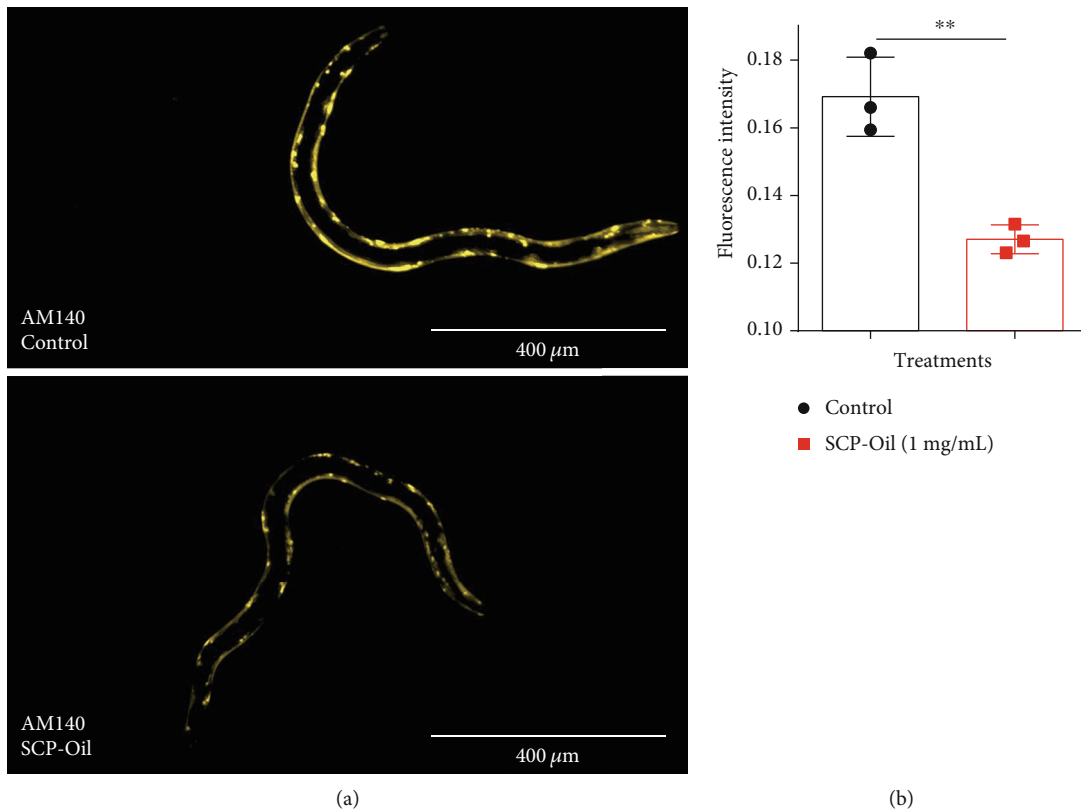 AM140
Control
400 µm
AM140
SCP-Oil
400 µm
(a)
**
Fluorescence intensity
0.18
0.16
0.14
0.12
0.10
Treatments
Control
SCP-Oil (1 mg/mL)
(b)